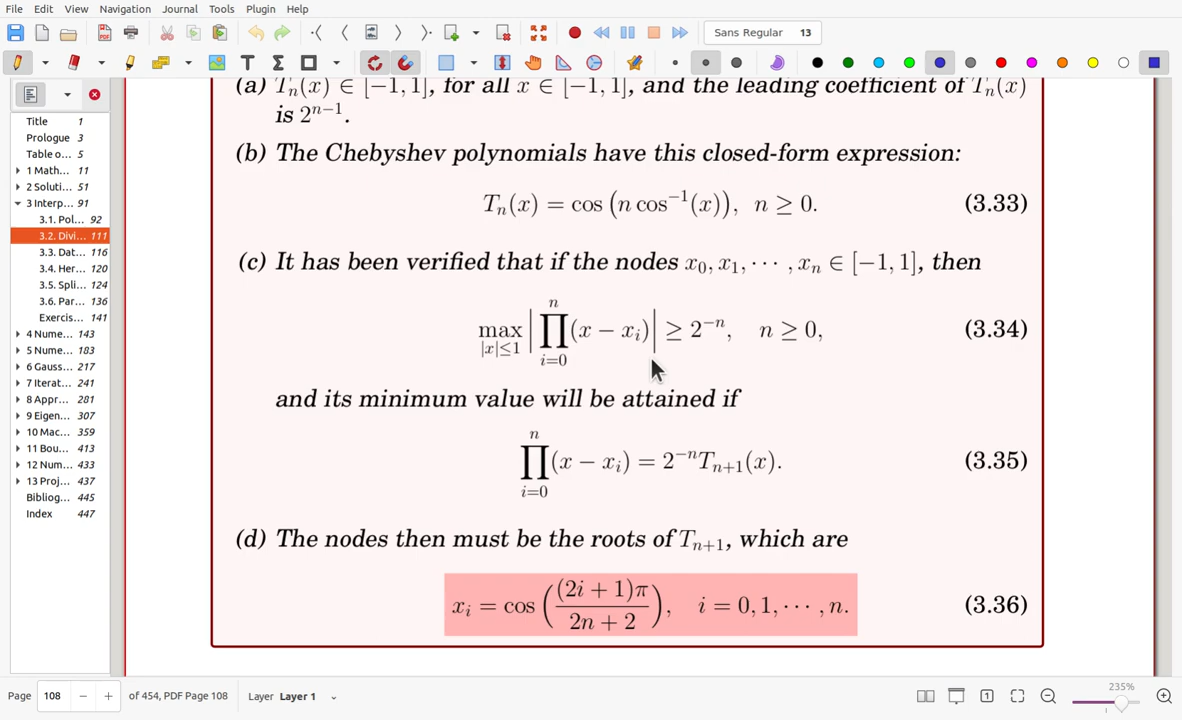 File Edit View Navigation Journal Tools Plugin Help
Sans Regular 13
Title 1
Prologue 3
Table o... 5
1 Math... 11
2 Soluti... 51
3 Interp... 91
3.1. Pol... 92
3.2. Divi... 111
3.3. Dat... 116
3.4. Her... 120
3.5. Spli... 124
3.6. Par... 136
Exercis... 141
4 Nume... 143
5 Nume... 183
6 Gauss... 217
7 Iterat... 241
8 Appr... 281
9 Eigen... 307
10 Mac... 359
11 Bou... 413
12 Num... 433
13 Proj... 437
Bibliog... 445
Index 447
(a) Tₙ(x) ∈ [−1, 1], for all x ∈ [−1, 1], and the leading coefficient of Tₙ(x)
is 2ⁿ⁻¹.
(b) The Chebyshev polynomials have this closed-form expression:
Tₙ(x) = cos (n cos⁻¹(x)), n ≥ 0. (3.33)
(c) It has been verified that if the nodes x₀, x₁, ⋯ , xₙ ∈ [−1, 1], then
max_{|x|≤1} |∏_{i=0}^{n} (x − xᵢ)| ≥ 2⁻ⁿ, n ≥ 0, (3.34)
and its minimum value will be attained if
∏_{i=0}^{n} (x − xᵢ) = 2⁻ⁿTₙ₊₁(x). (3.35)
(d) The nodes then must be the roots of Tₙ₊₁, which are
xᵢ = cos ((2i + 1)π / 2n + 2), i = 0, 1, ⋯ , n. (3.36)
Page 108 of 454, PDF Page 108 Layer Layer 1 235%